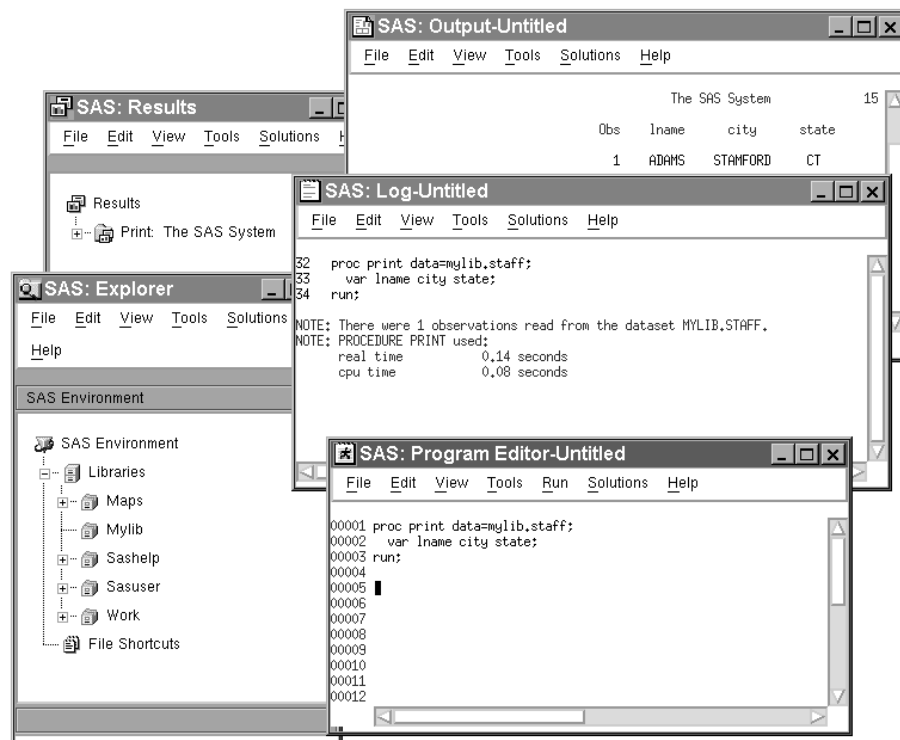 SAS: Output-Untitled
File Edit View Tools Solutions Help
The SAS System 15
Obs lname city state
1 ADAMS STAMFORD CT
SAS: Results
File Edit View Tools Solutions
Results
Print: The SAS System
SAS: Log-Untitled
File Edit View Tools Solutions Help
32 proc print data=mylib.staff;
33 var lname city state;
34 run;
NOTE: There were 1 observations read from the dataset MYLIB.STAFF.
NOTE: PROCEDURE PRINT used:
real time 0.14 seconds
cpu time 0.08 seconds
SAS: Explorer
File Edit View Tools Solutions
Help
SAS Environment
SAS Environment
Libraries
Maps
Mylib
Sashelp
Sasuser
Work
File Shortcuts
SAS: Program Editor-Untitled
File Edit View Tools Run Solutions Help
00001 proc print data=mylib.staff;
00002 var lname city state;
00003 run;
00004
00005
00006
00007
00008
00009
00010
00011
00012